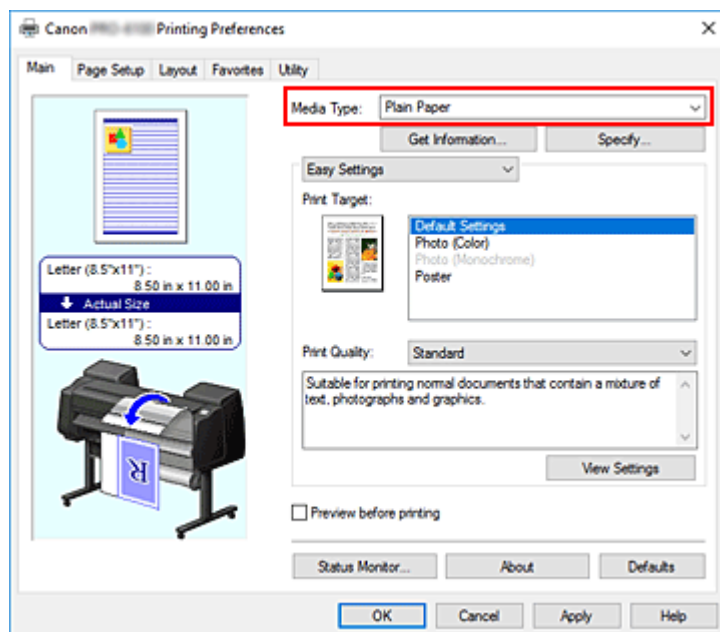 Canon Printing Preferences
Main Page Setup Layout Favorites Utility
Media Type: Plain Paper
Get Information... Specify...
Easy Settings
Print Target:
Default Settings
Photo (Color)
Photo (Monochrome)
Poster
Letter (8.5"x11") :
8.50 in x 11.00 in
Actual Size
Letter (8.5"x11") :
8.50 in x 11.00 in
R
Print Quality: Standard
Suitable for printing normal documents that contain a mixture of
text, photographs and graphics.
View Settings
Preview before printing
Status Monitor... About Defaults
OK Cancel Apply Help